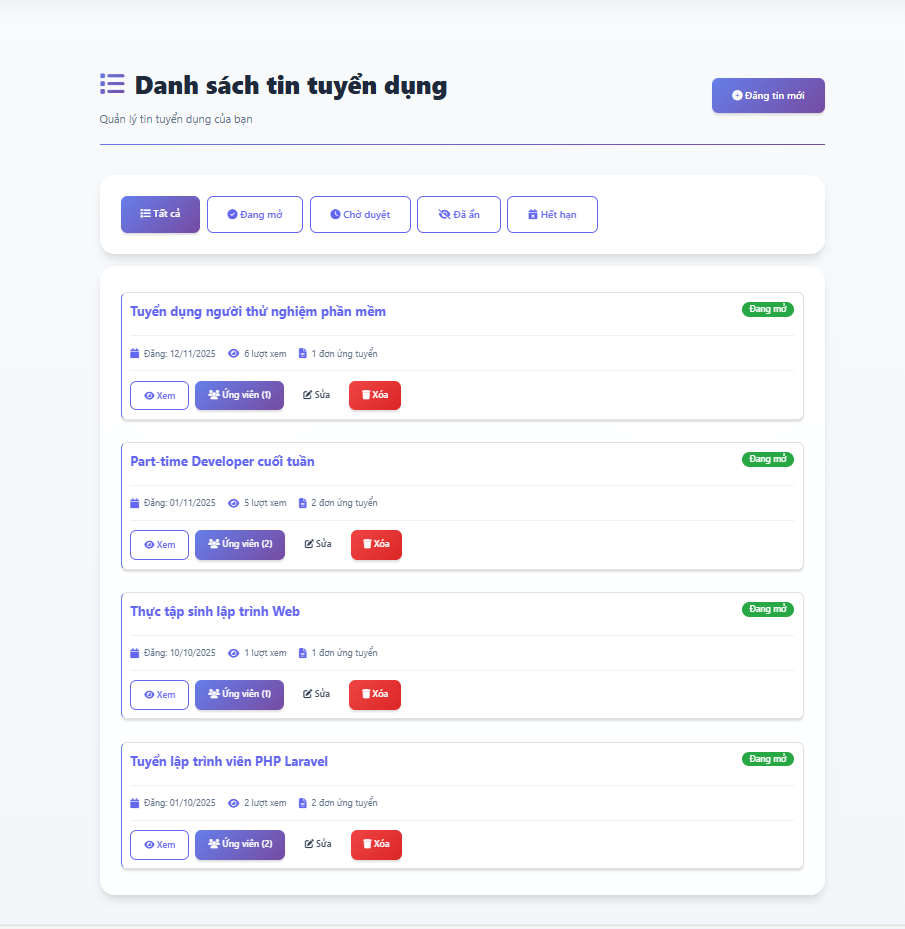 Danh sách tin tuyển dụng
Quản lý tin tuyển dụng của bạn
Đăng tin mới
Tất cả Đang mở Chờ duyệt Đã ẩn Hết hạn
Tuyển dụng người thử nghiệm phần mềm Đang mở
Đăng: 12/11/2025 6 lượt xem 1 đơn ứng tuyển
Xem Ứng viên (1) Sửa Xóa
Part-time Developer cuối tuần Đang mở
Đăng: 01/11/2025 5 lượt xem 2 đơn ứng tuyển
Xem Ứng viên (2) Sửa Xóa
Thực tập sinh lập trình Web Đang mở
Đăng: 10/10/2025 1 lượt xem 1 đơn ứng tuyển
Xem Ứng viên (1) Sửa Xóa
Tuyển lập trình viên PHP Laravel Đang mở
Đăng: 01/10/2025 2 lượt xem 2 đơn ứng tuyển
Xem Ứng viên (2) Sửa Xóa